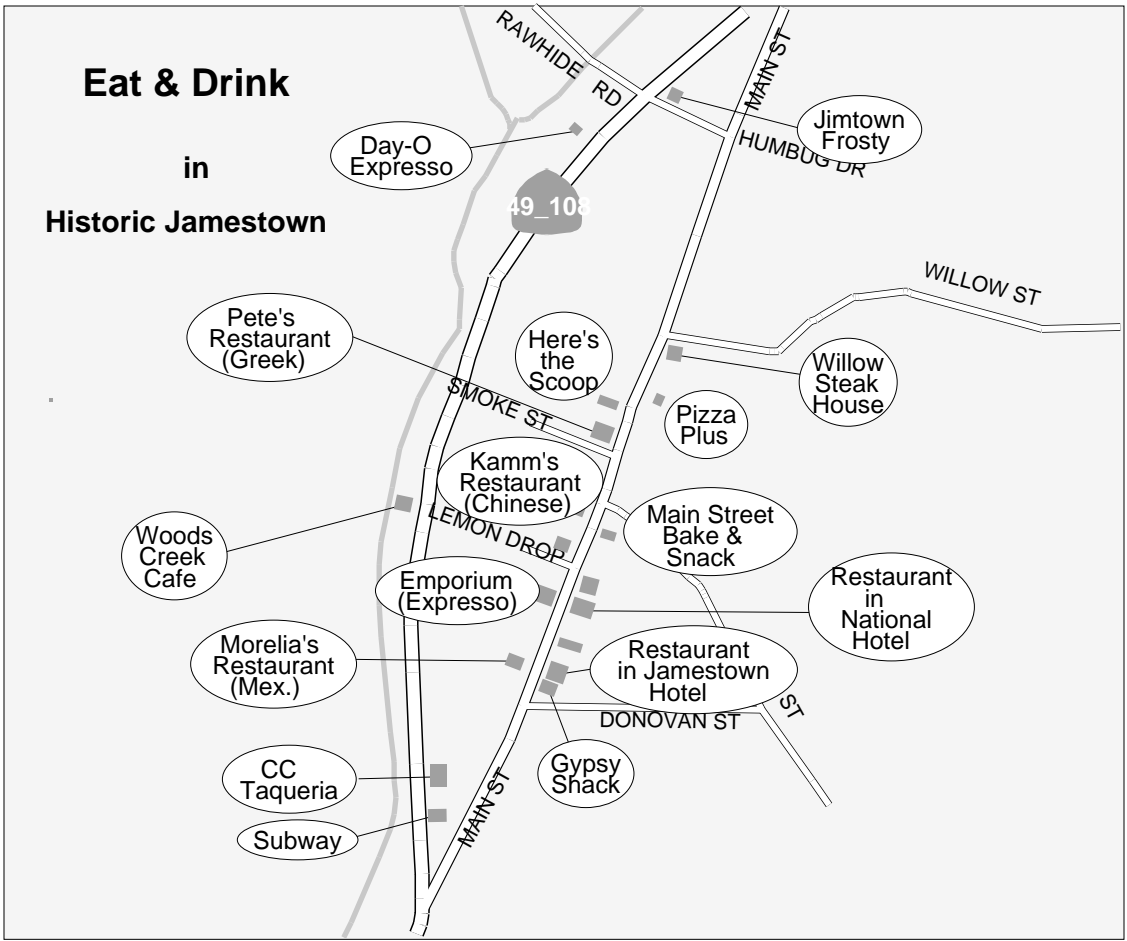 Eat & Drink
in
Historic Jamestown
RAWHIDE RD
MAIN ST
Jimtown
Frosty
HUMBUG DR
Day-O
Expresso
49_108
WILLOW ST
Pete's
Restaurant
(Greek)
Here's
the
Scoop
Willow
Steak
House
SMOKE ST
Pizza
Plus
Kamm's
Restaurant
(Chinese)
LEMON DROP
Main Street
Bake &
Snack
Woods
Creek
Cafe
Emporium
(Expresso)
Restaurant
in
National
Hotel
Morelia's
Restaurant
(Mex.)
Restaurant
in Jamestown
Hotel
ST
DONOVAN ST
CC
Taqueria
Gypsy
Shack
MAIN ST
Subway